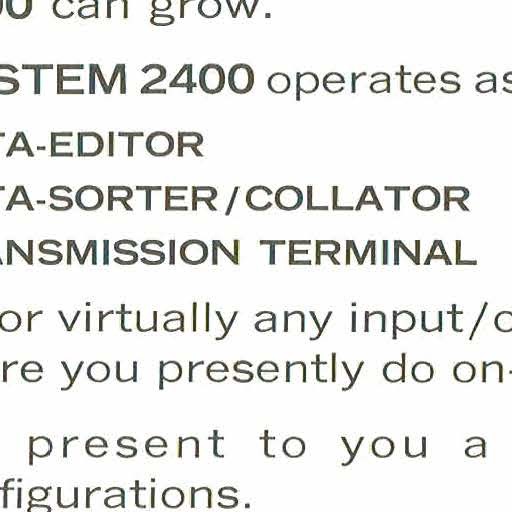 00 can grow.
STEM 2400 operates as
TA-EDITOR
TA-SORTER/COLLATOR
ANSMISSION TERMINAL
or virtually any input/o
re you presently do on-
present to you a
figurations.